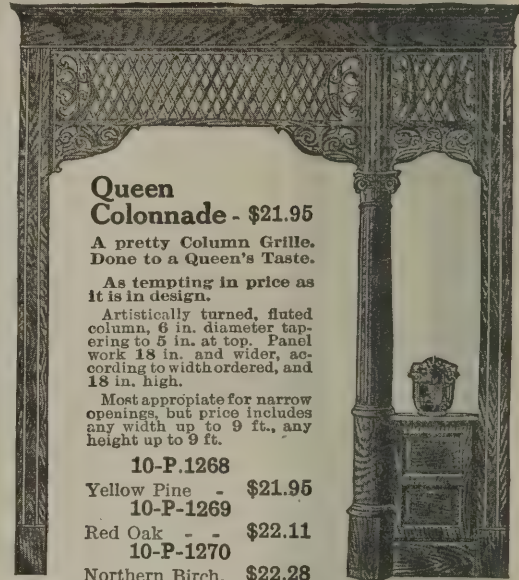 Queen
Colonnade - $21.95
A pretty Column Grille.
Done to a Queen's Taste.
As tempting in price as
it is in design.
Artistically turned, fluted
column, 6 in. diameter tap-
ering to 5 in. at top. Panel
work 18 in. and wider, ac-
cording to width ordered, and
18 in. high.
Most appropiate for narrow
openings, but price includes
any width up to 9 ft., any
height up to 9 ft.
10-P.1268
Yellow Pine - $21.95
10-P-1269
Red Oak - - $22.11
10-P-1270
Northern Birch, $22.28